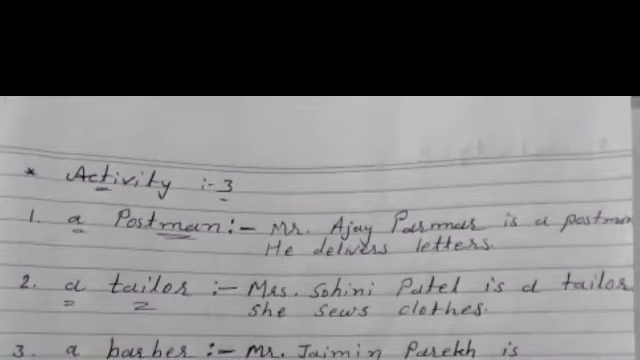 * Activity :- 3
1. a Postman :- Mr. Ajay Parmar is a postman
He delivers letters.
2. a tailor :- Mrs. Sohini Patel is a tailor
She sews clothes.
3. a barber :- Mr. Jaimin Parekh is